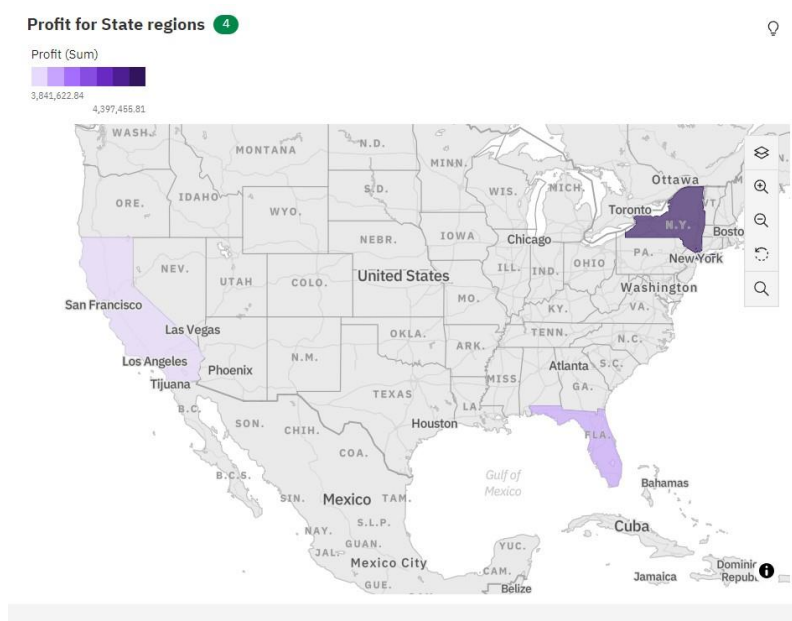 Profit for State regions 4
Profit (Sum)
3,841,622.84
4,397,455.81
WASH.
MONTANA
N.D.
MINN.
Ottawa
ORE.
IDAHO
S.D.
WIS.
MICH.
VT.
WYO.
Toronto
N.Y.
Bosto
NEBR.
IOWA
Chicago
PA.
New York
NEV.
UTAH
COLO.
United States
ILL.
IND.
OHIO
Washington
San Francisco
MO.
KY.
VA.
Las Vegas
OKLA.
TENN.
N.C.
Los Angeles
Phoenix
N.M.
ARK.
Atlanta
S.C.
Tijuana
MISS.
GA.
TEXAS
B.C.
LA.
SON.
CHIH.
Houston
FLA.
COA.
B.C.S.
Gulf of
Mexico
Bahamas
SIN.
Mexico
TAM.
NAY.
S.L.P.
Cuba
JAL.
GUAN.
YUC.
Mexico City
CAM.
Dominic
GUE.
Belize
Jamaica
Repub